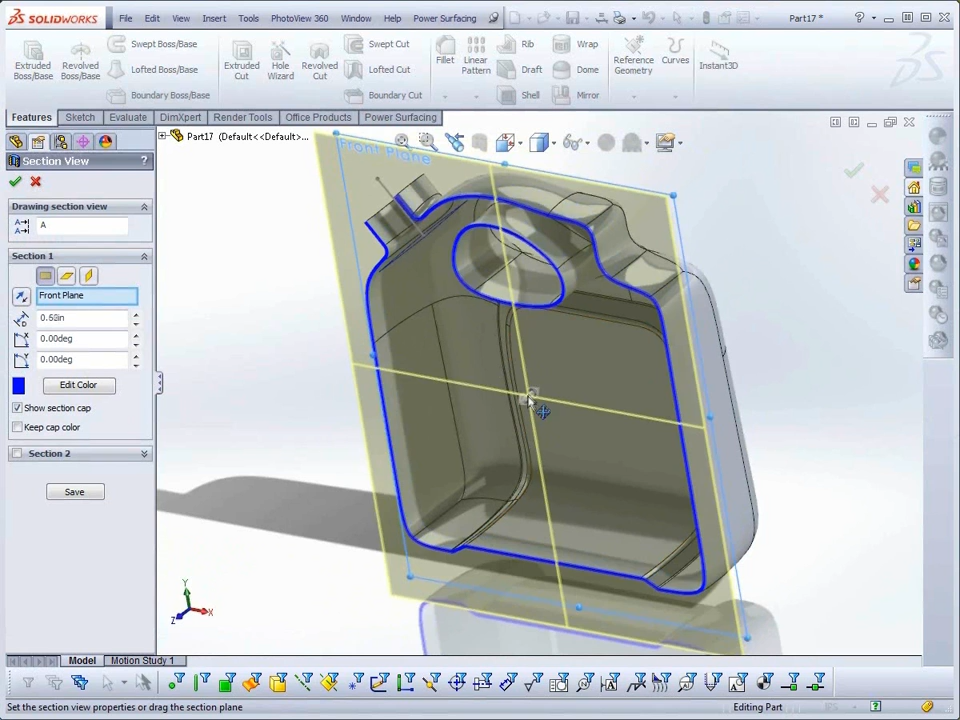 SOLIDWORKS File Edit View Insert Tools PhotoView 360 Window Help Power Surfacing Part17 *
Extruded Boss/Base
Revolved Boss/Base
Swept Boss/Base
Lofted Boss/Base
Boundary Boss/Base
Extruded Cut
Hole Wizard
Revolved Cut
Swept Cut
Lofted Cut
Boundary Cut
Fillet
Linear Pattern
Rib
Draft
Shell
Wrap
Dome
Mirror
Reference Geometry
Curves
Instant3D
Features Sketch Evaluate DimXpert Render Tools Office Products Power Surfacing
Part17 (Default<<Default>...
Section View ?
Drawing section view
A
Section 1
Front Plane
0.58in
0.00deg
0.00deg
Edit Color
Show section cap
Keep cap color
Section 2
Save
Front Plane
Y
X
Z
Model Motion Study 1
Set the section view properties or drag the section plane Editing Part